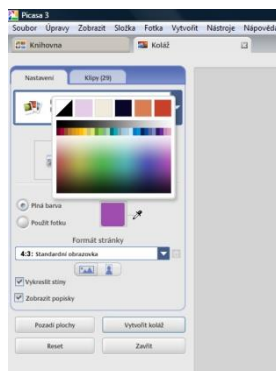 Picasa 3
Soubor Úpravy Zobrazit Složka Fotka Vytvořit Nástroje Nápověda
Knihovna Koláž
Nastavení Klipy (29)
Plná barva
Použít fotku
Formát stránky
4:3: Standardní obrazovka
Vykreslit stíny
Zobrazit popisky
Pozadí plochy Vytvořit koláž
Reset Zavřít